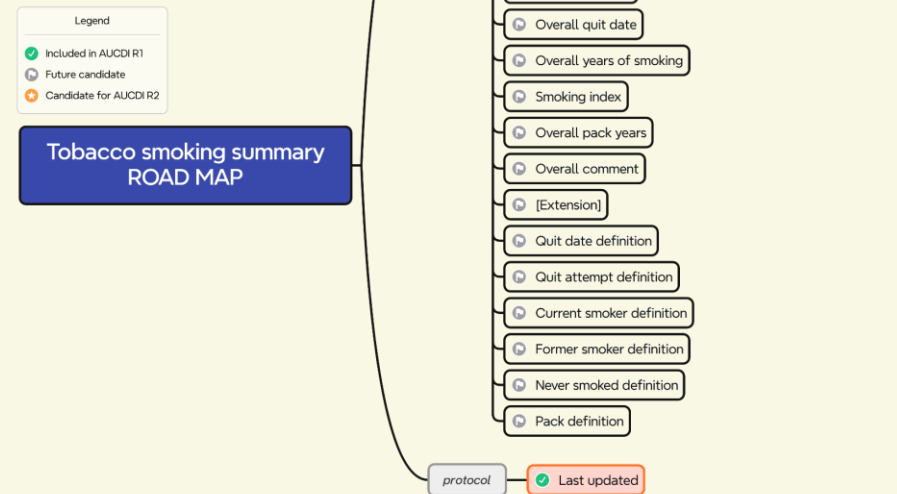 Legend
Included in AUCDI R1
Future candidate
Candidate for AUCDI R2
Tobacco smoking summary
ROAD MAP
Overall quit date
Overall years of smoking
Smoking index
Overall pack years
Overall comment
[Extension]
Quit date definition
Quit attempt definition
Current smoker definition
Former smoker definition
Never smoked definition
Pack definition
protocol
Last updated